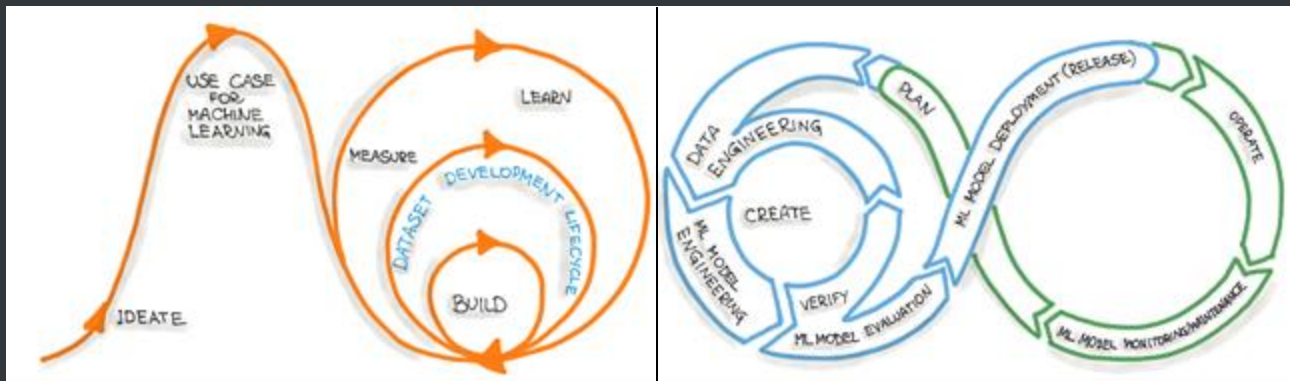 IDEATE
USE CASE
FOR
MACHINE
LEARNING
MEASURE
LEARN
DATASET DEVELOPMENT LIFECYCLE
BUILD
DATA
ENGINEERING
PLAN
CREATE
ML MODEL
ENGINEERING
VERIFY
ML MODEL EVALUATION
ML MODEL DEPLOYMENT (RELEASE)
OPERATE
ML MODEL MONITORING/MAINTENANCE